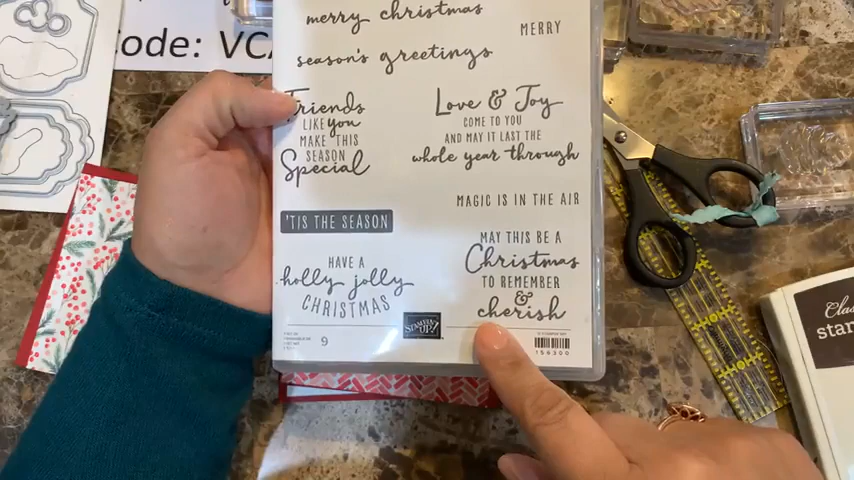 merry christmas
MERRY
ode: VCA
season's greetings
Friends
LIKE you
MAKE THIS
SEASON
Special
Love & Joy
COME TO YOU
AND MAY IT LAST THE
whole year through
MAGIC IS IN THE AIR
'TIS THE SEASON
MAY THIS BE A
Christmas
TO REMEMBER
&
cherish
HAVE A
holly jolly
CHRISTMAS
9
STAMPIN' UP!
156300
Clas
stam